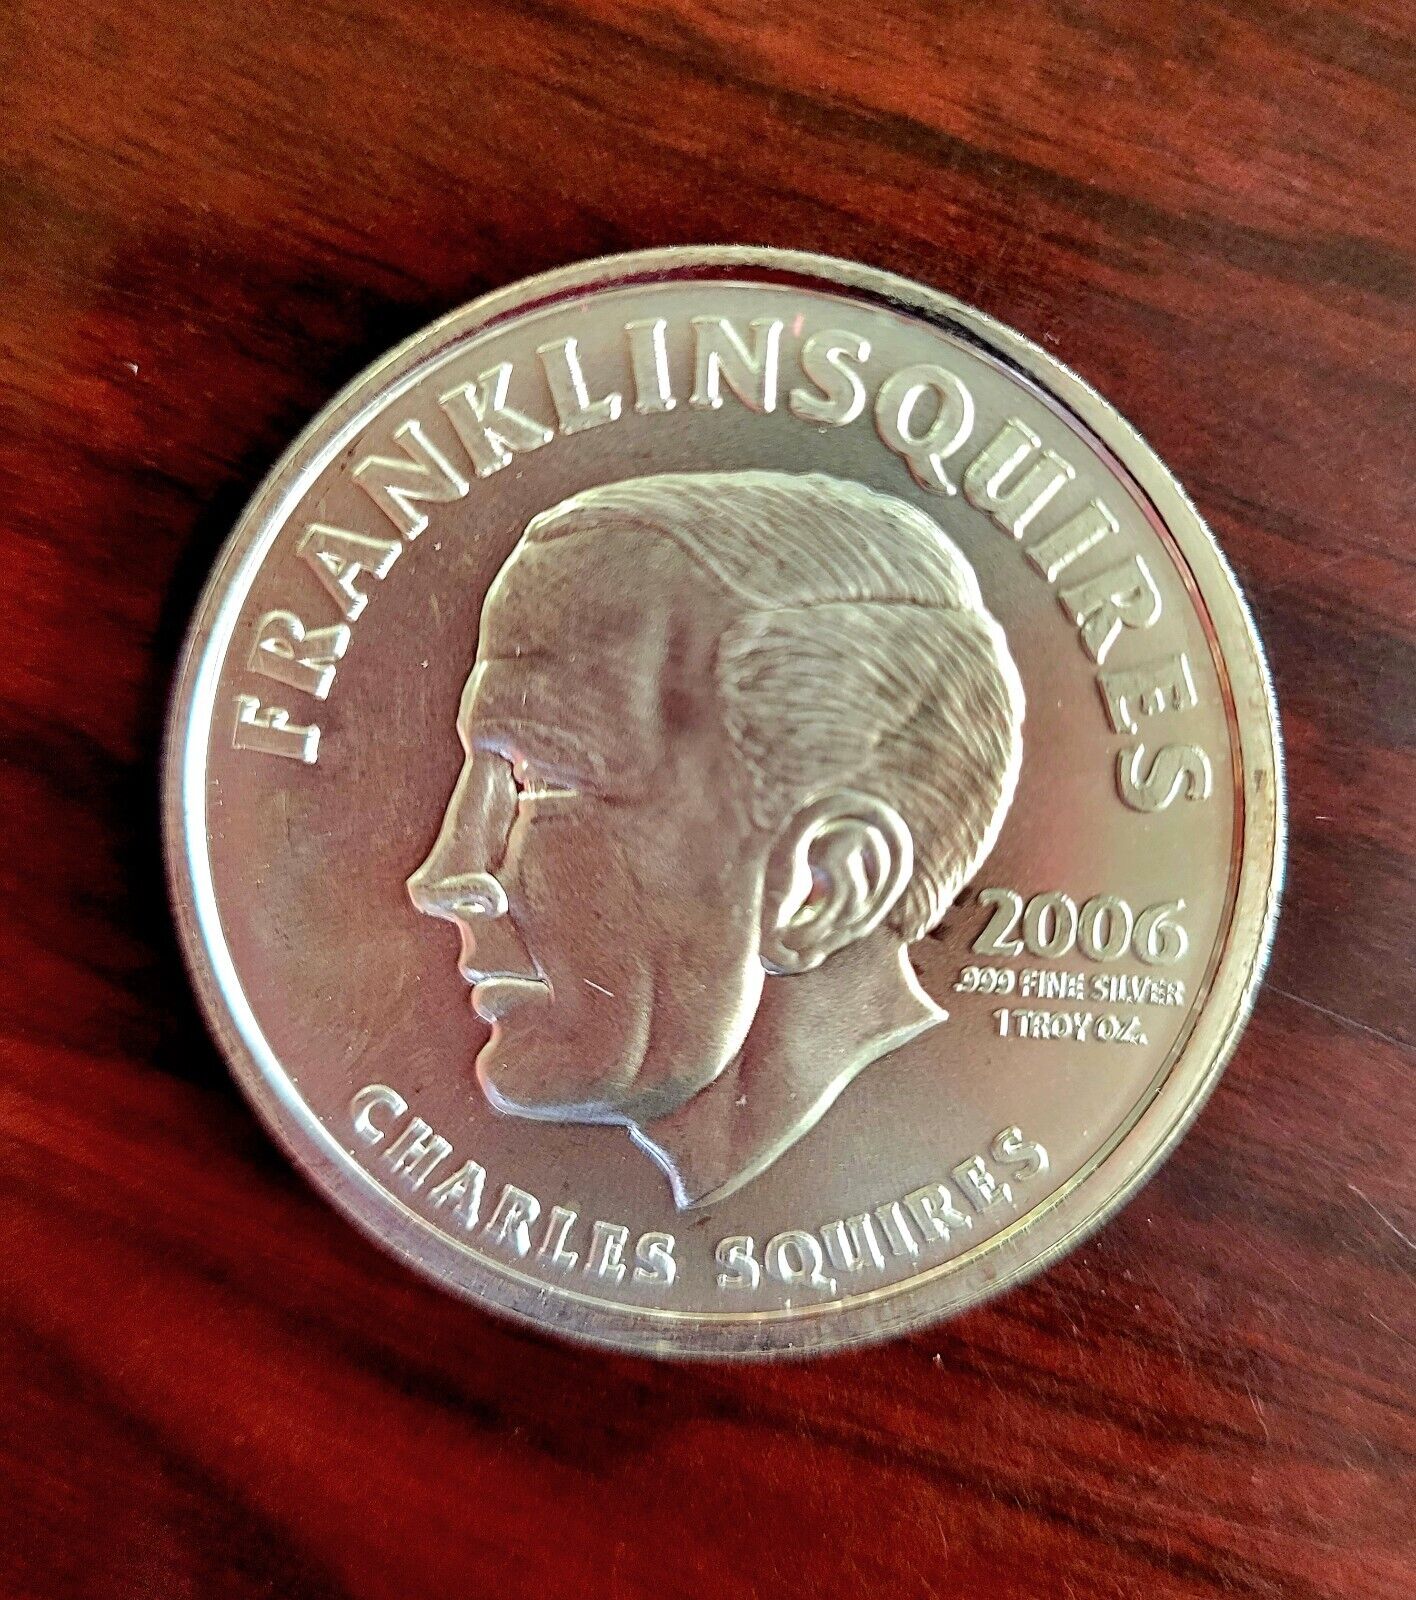 FRANKLINSQUIRES
2006
.999 FINE SILVER
1 TROY OZ.
CHARLES SQUIRES